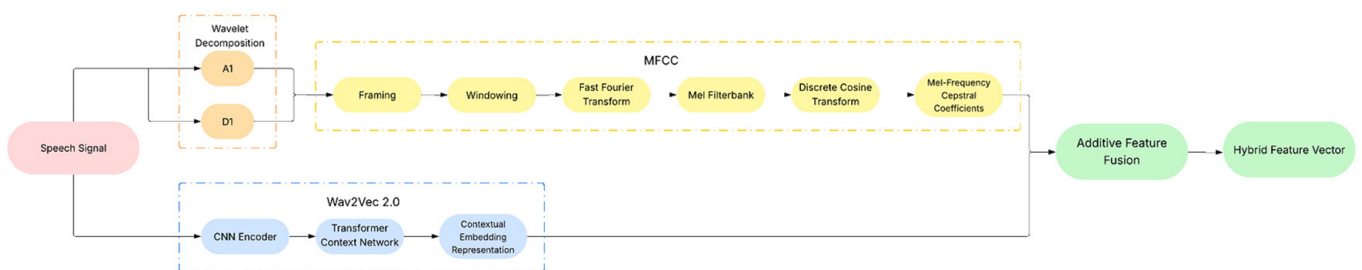 Wavelet
Decomposition
A1
D1
MFCC
Framing
Windowing
Fast Fourier
Transform
Mel Filterbank
Discrete Cosine
Transform
Mel-Frequency
Cepstral
Coefficients
Speech Signal
Additive Feature
Fusion
Hybrid Feature Vector
Wav2Vec 2.0
CNN Encoder
Transformer
Context Network
Contextual
Embedding
Representation